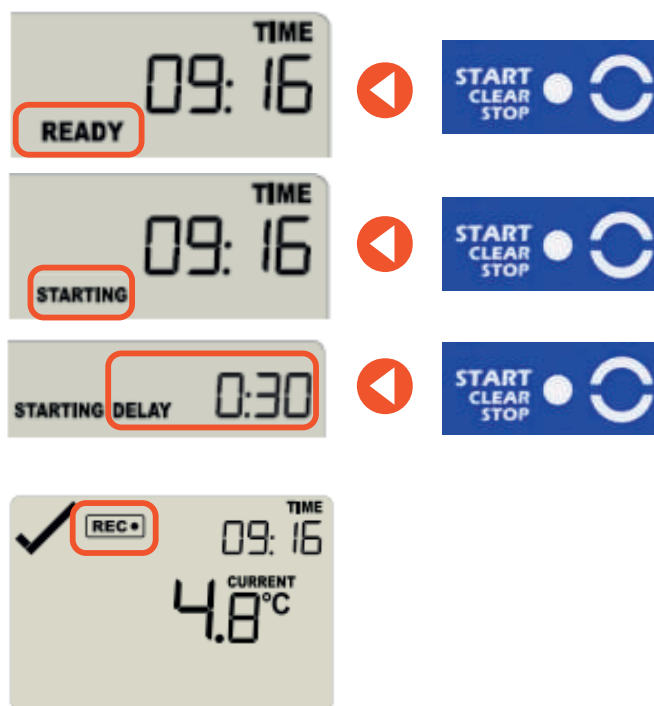 TIME
09:16
READY
START
CLEAR
STOP
TIME
09:16
STARTING
START
CLEAR
STOP
STARTING DELAY 0:30
START
CLEAR
STOP
REC
TIME
09:16
CURRENT
4.8°C